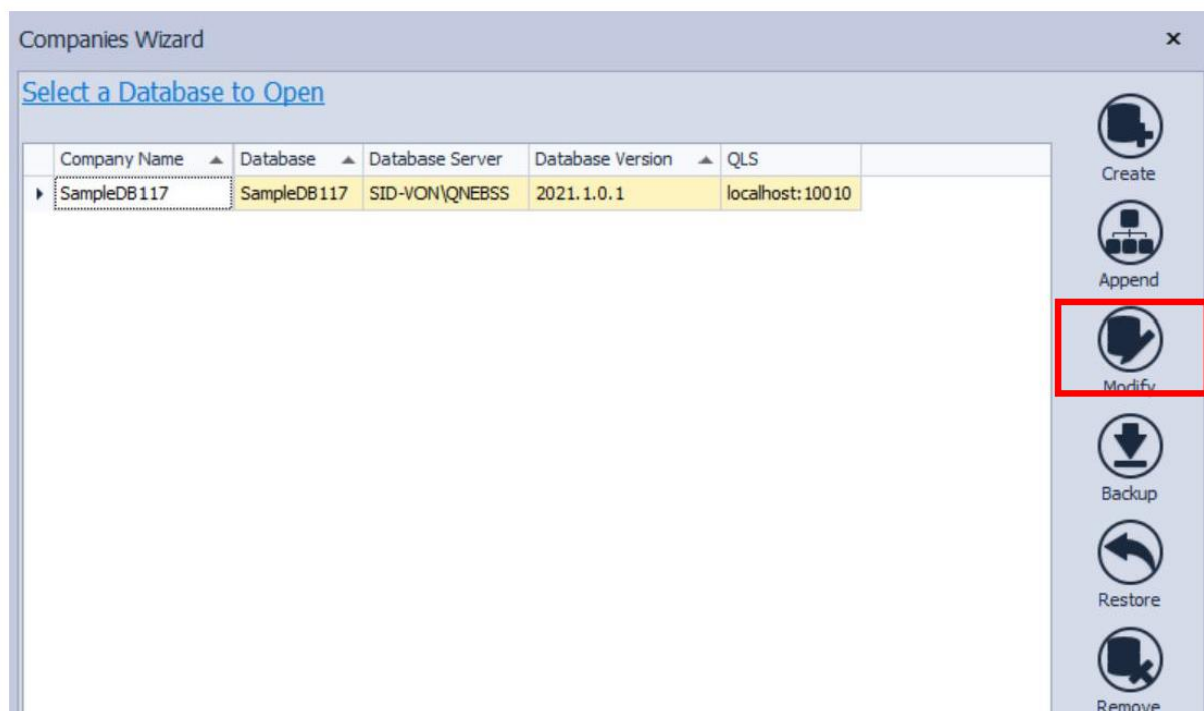 Companies Wizard
Select a Database to Open
Company Name Database Database Server Database Version QLS
SampleDB117 SampleDB117 SID-VON\QNEBSS 2021.1.0.1 localhost:10010
Create
Append
Modify
Backup
Restore
Remove